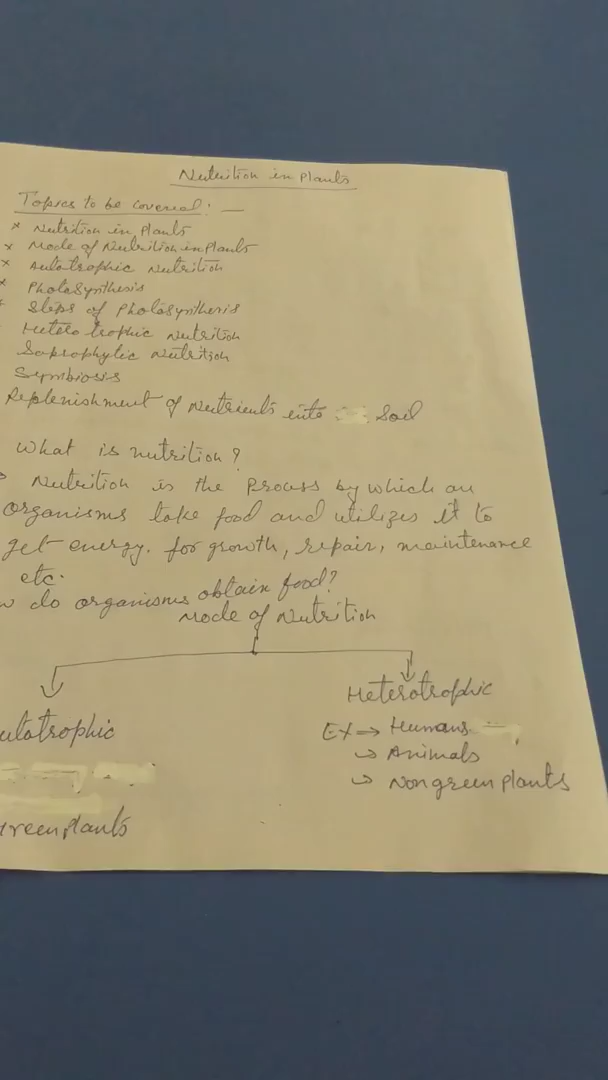 Nutrition in Plants
Topics to be covered: —
x Nutrition in Plants
x Mode of Nutrition in Plants
x Autotrophic Nutrition
x Photosynthesis
x Steps of Photosynthesis
- Heterotrophic Nutrition
Saprophytic Nutrition
Symbiosis
Replenishment of Nutrients into Soil
What is nutrition?
Nutrition is the process by which an
organisms take food and utilizes it to
get energy. for growth, repair, maintenance
etc.
do organisms obtain food?
Mode of Nutrition
Heterotrophic
utotrophic
Ex → Humans
→ Animals
→ Non green plants
reen plants